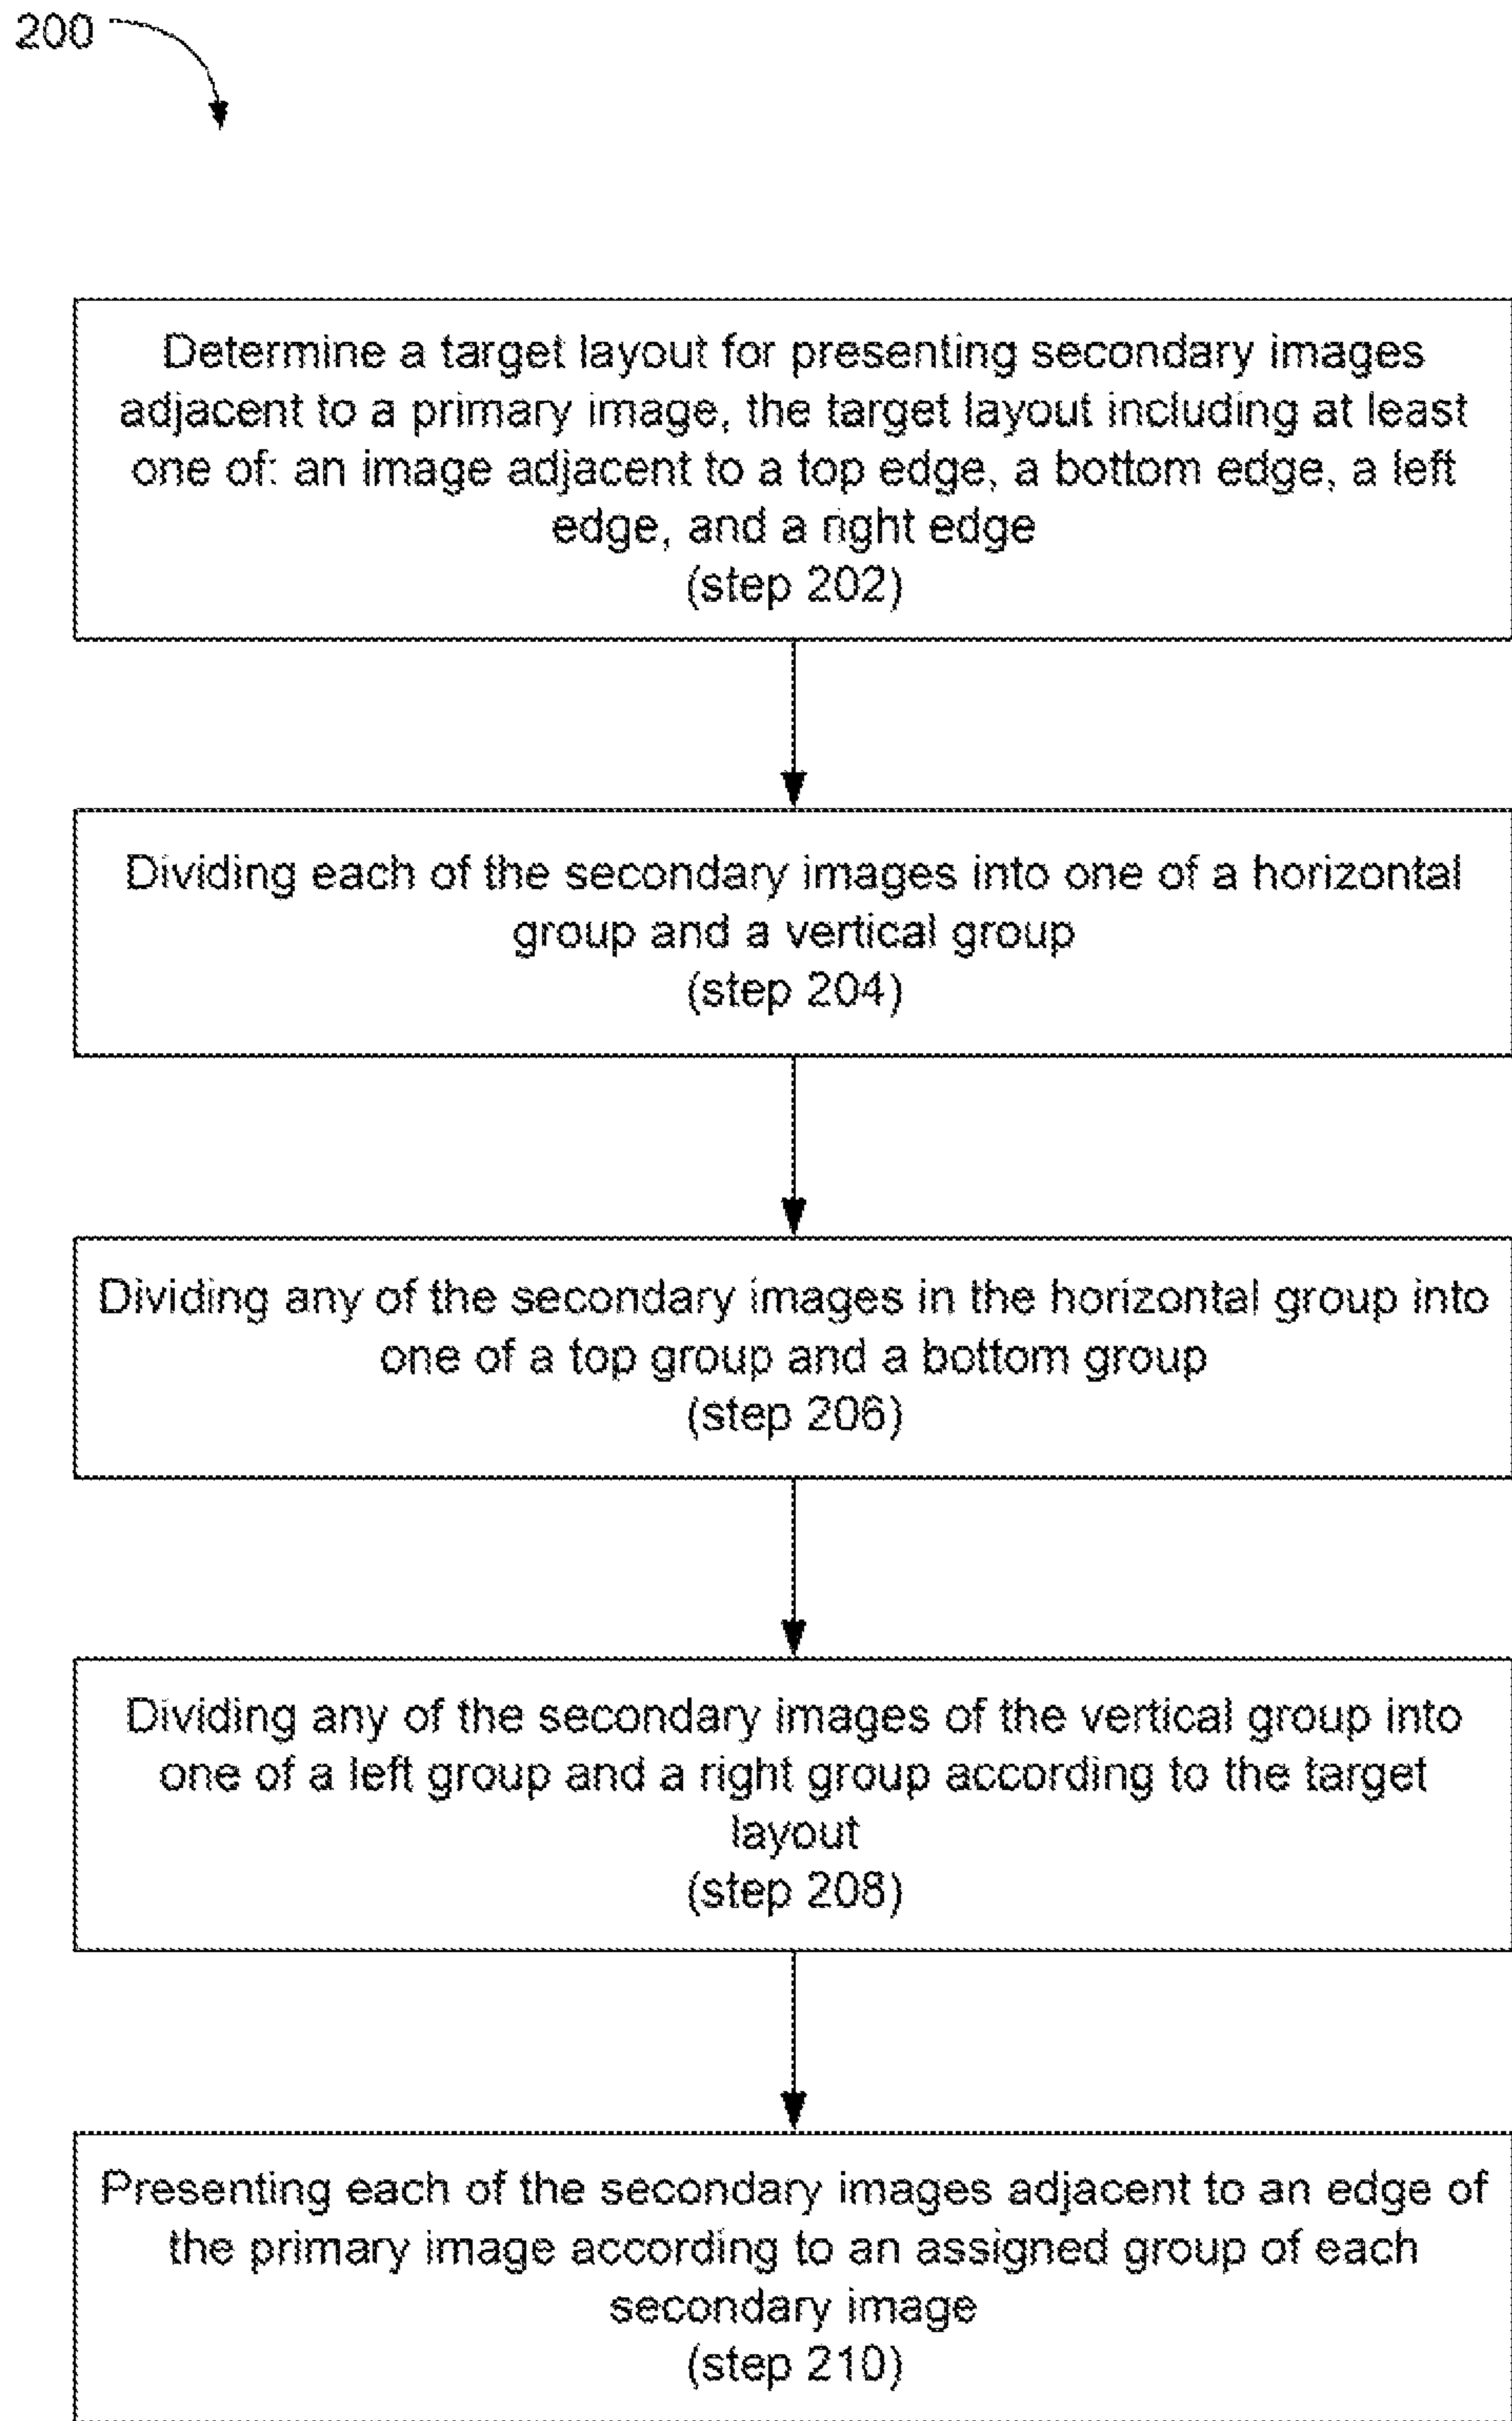 200
Determine a target layout for presenting secondary images
adjacent to a primary image, the target layout including at least
one of: an image adjacent to a top edge, a bottom edge, a left
edge, and a right edge
(step 202)
Dividing each of the secondary images into one of a horizontal
group and a vertical group
(step 204)
Dividing any of the secondary images in the horizontal group into
one of a top group and a bottom group
(step 206)
Dividing any of the secondary images of the vertical group into
one of a left group and a right group according to the target
layout
(step 208)
Presenting each of the secondary images adjacent to an edge of
the primary image according to an assigned group of each
secondary image
(step 210)